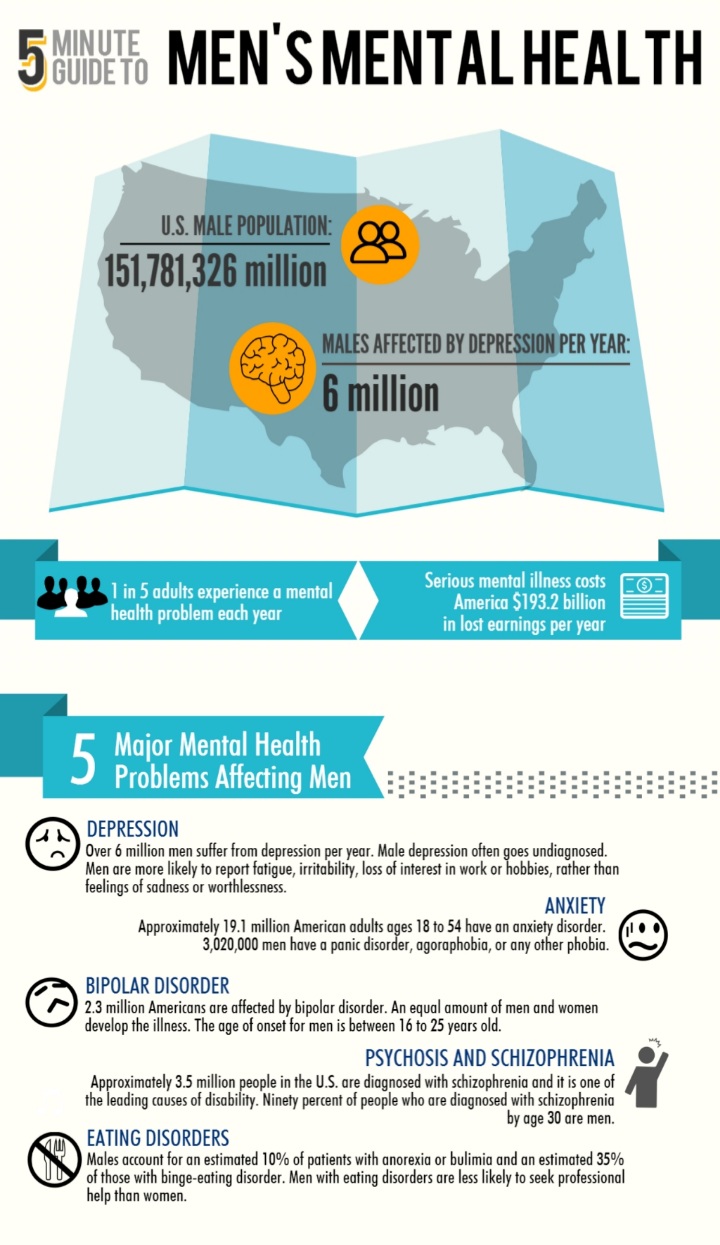 5 MINUTE
GUIDE TO
MEN'S MENTAL HEALTH
U.S. MALE POPULATION:
151,781,326 million
MALES AFFECTED BY DEPRESSION PER YEAR:
6 million
1 in 5 adults experience a mental
health problem each year
Serious mental illness costs
America $193.2 billion
in lost earnings per year
$
5 Major Mental Health
Problems Affecting Men
DEPRESSION
Over 6 million men suffer from depression per year. Male depression often goes undiagnosed.
Men are more likely to report fatigue, irritability, loss of interest in work or hobbies, rather than
feelings of sadness or worthlessness.
ANXIETY
Approximately 19.1 million American adults ages 18 to 54 have an anxiety disorder.
3,020,000 men have a panic disorder, agoraphobia, or any other phobia.
BIPOLAR DISORDER
2.3 million Americans are affected by bipolar disorder. An equal amount of men and women
develop the illness. The age of onset for men is between 16 to 25 years old.
PSYCHOSIS AND SCHIZOPHRENIA
Approximately 3.5 million people in the U.S. are diagnosed with schizophrenia and it is one of
the leading causes of disability. Ninety percent of people who are diagnosed with schizophrenia
by age 30 are men.
EATING DISORDERS
Males account for an estimated 10% of patients with anorexia or bulimia and an estimated 35%
of those with binge-eating disorder. Men with eating disorders are less likely to seek professional
help than women.